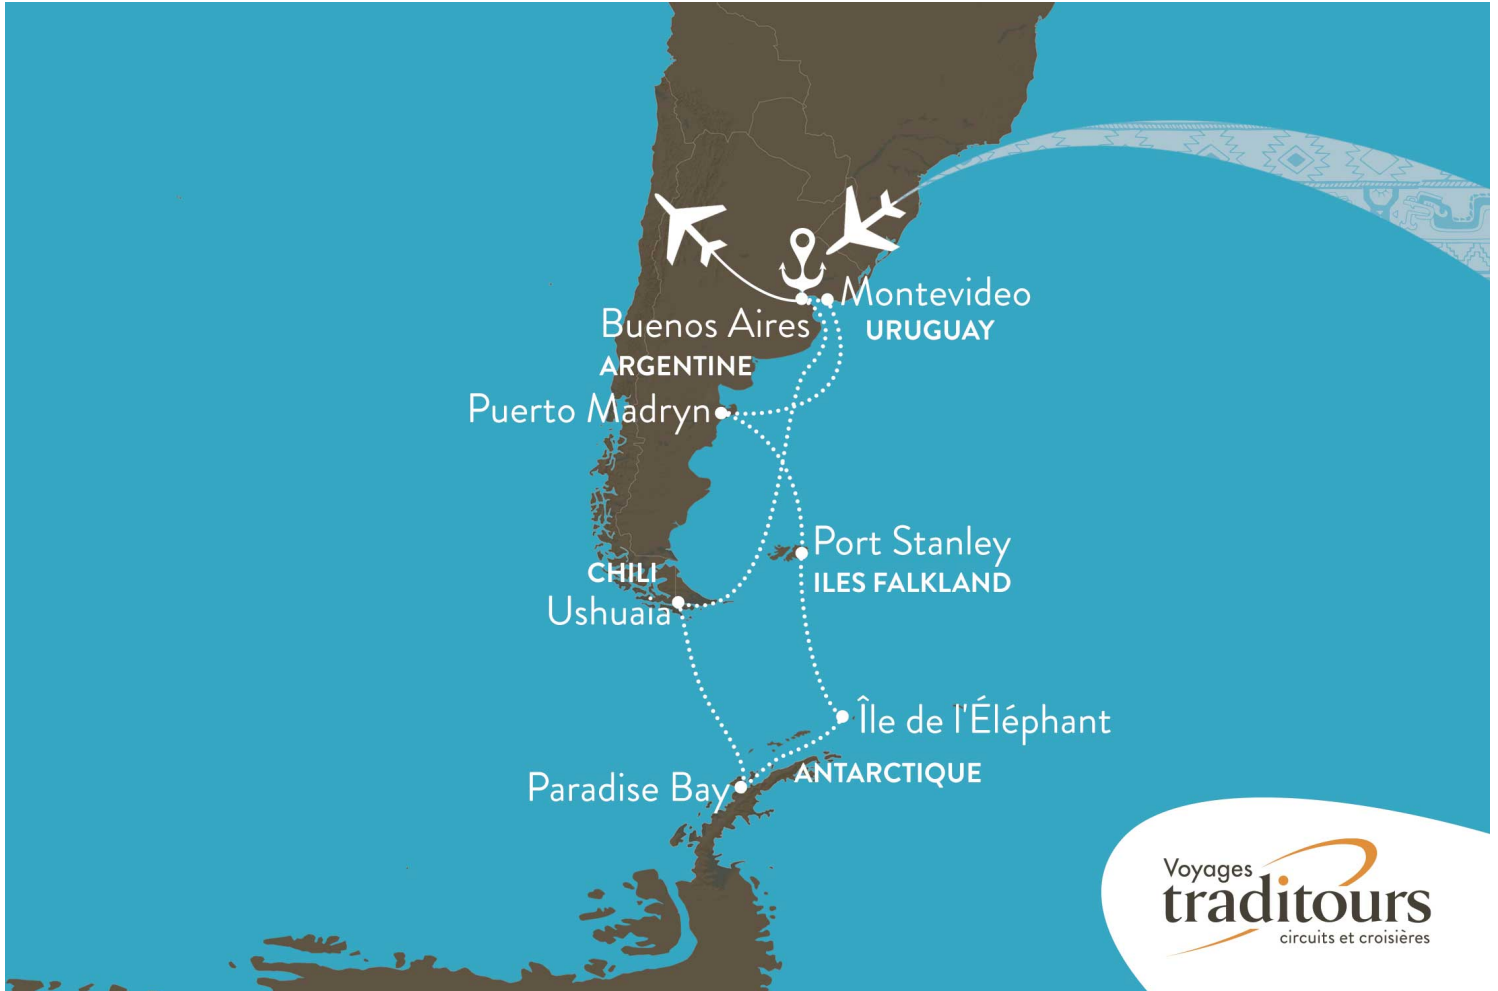 Montevideo
URUGUAY
Buenos Aires
ARGENTINE
Puerto Madryn
Port Stanley
ILES FALKLAND
CHILI
Ushuaia
Île de l'Éléphant
ANTARCTIQUE
Paradise Bay
Voyages
traditours
circuits et croisières